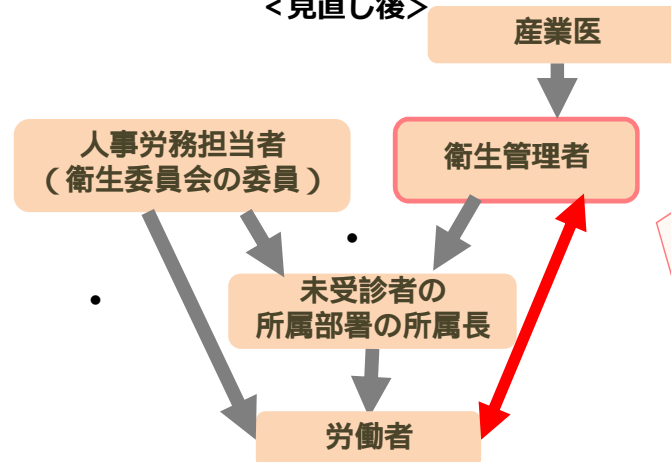 <見直し後>
産業医
人事労務担当者
（衛生委員会の委員）
衛生管理者
未受診者の
所属部署の所属長
労働者